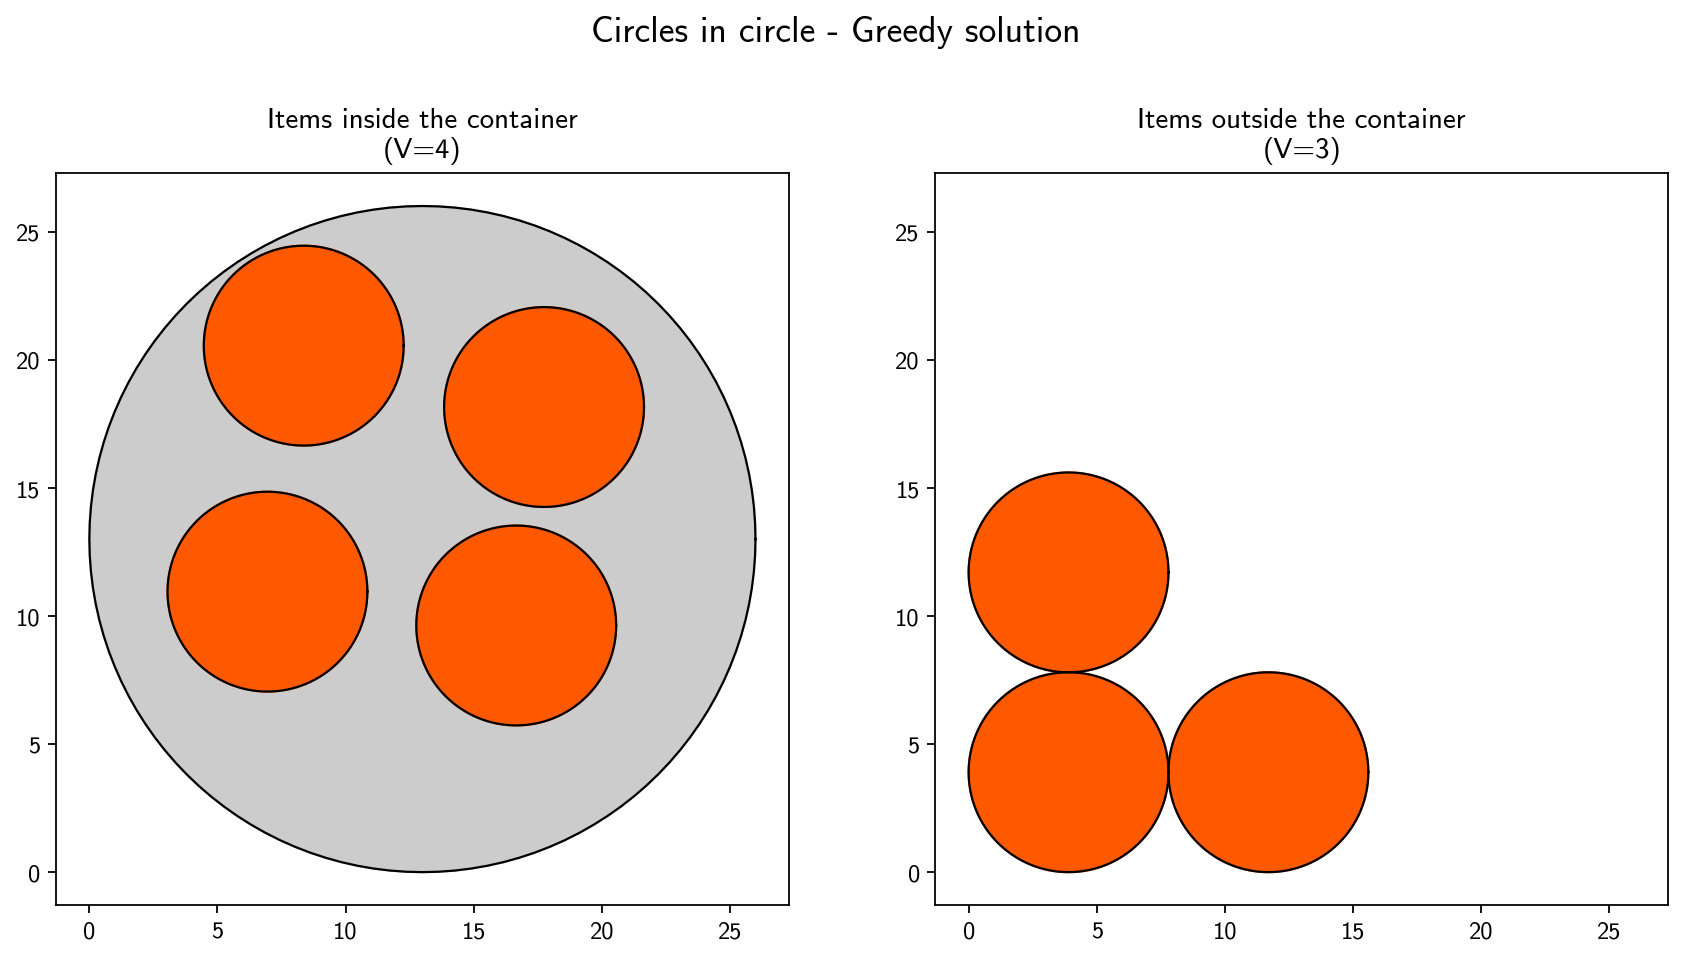 Circles in circle - Greedy solution
Items inside the container
(V=4)
25
20
15
10
5
0
0 5 10 15 20 25
Items outside the container
(V=3)
25
20
15
10
5
0
0 5 10 15 20 25